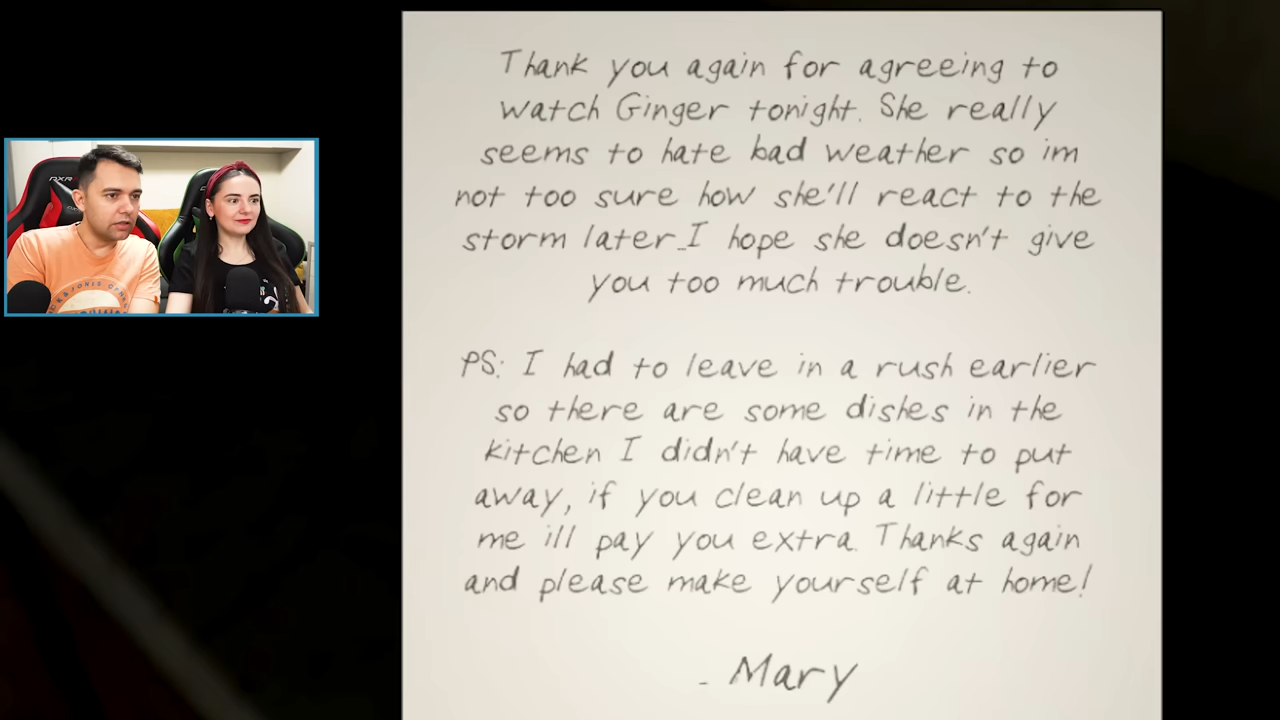 Thank you again for agreeing to
watch Ginger tonight. She really
seems to hate bad weather so im
not too sure how she'll react to the
storm later. I hope she doesn't give
you too much trouble.
PS: I had to leave in a rush earlier
so there are some dishes in the
kitchen I didn't have time to put
away, if you clean up a little for
me ill pay you extra. Thanks again
and please make yourself at home!
- Mary